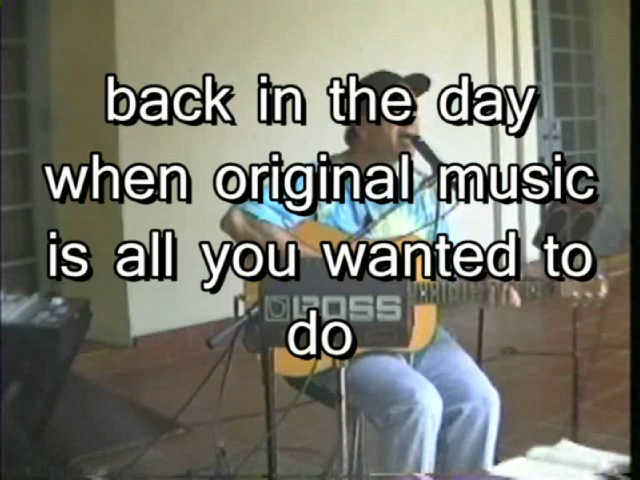 back in the day
when original music
is all you wanted to
do
BOSS